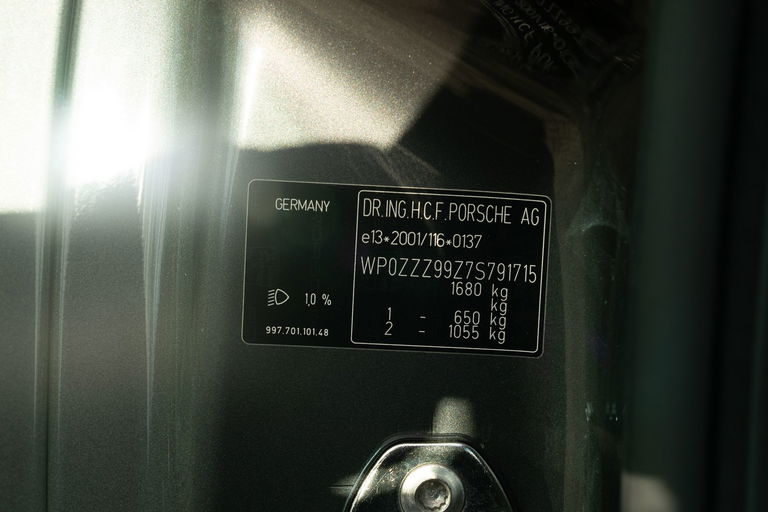 GERMANY
1,0 %
997.701.101.48
DR.ING.H.C.F.PORSCHE AG
e13*2001/116*0137
WP0ZZZ99Z7S791715
1680 kg
kg
1 - 650 kg
2 - 1055 kg